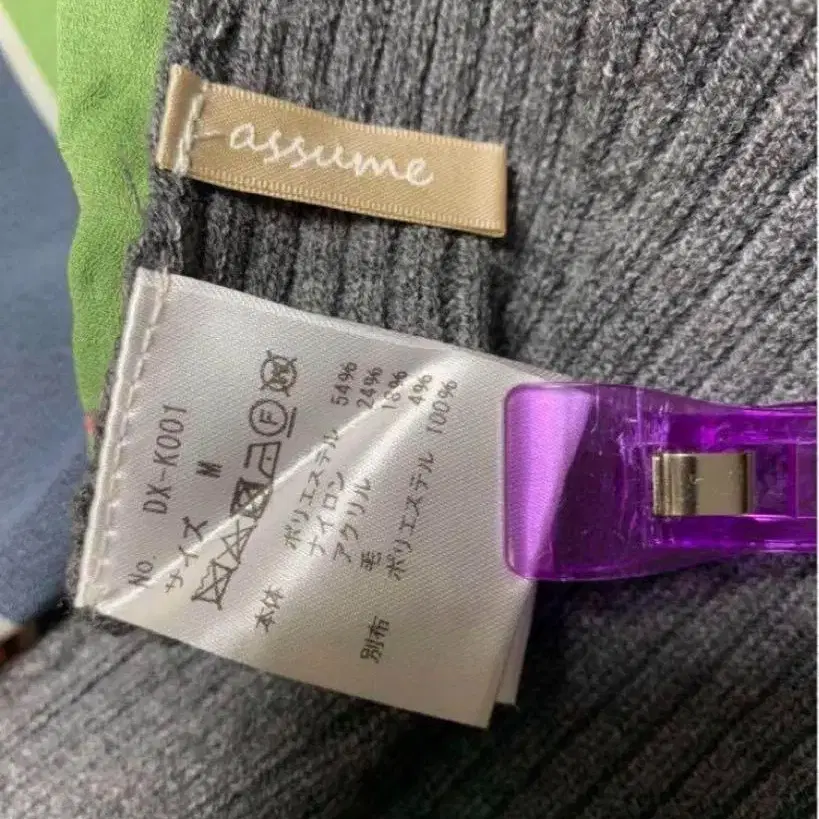 assume
No. DX-K001
サイズ M
本体 ポリエステル 54%
ナイロン 24%
アクリル 18%
毛 4%
別布 ポリエステル 100%